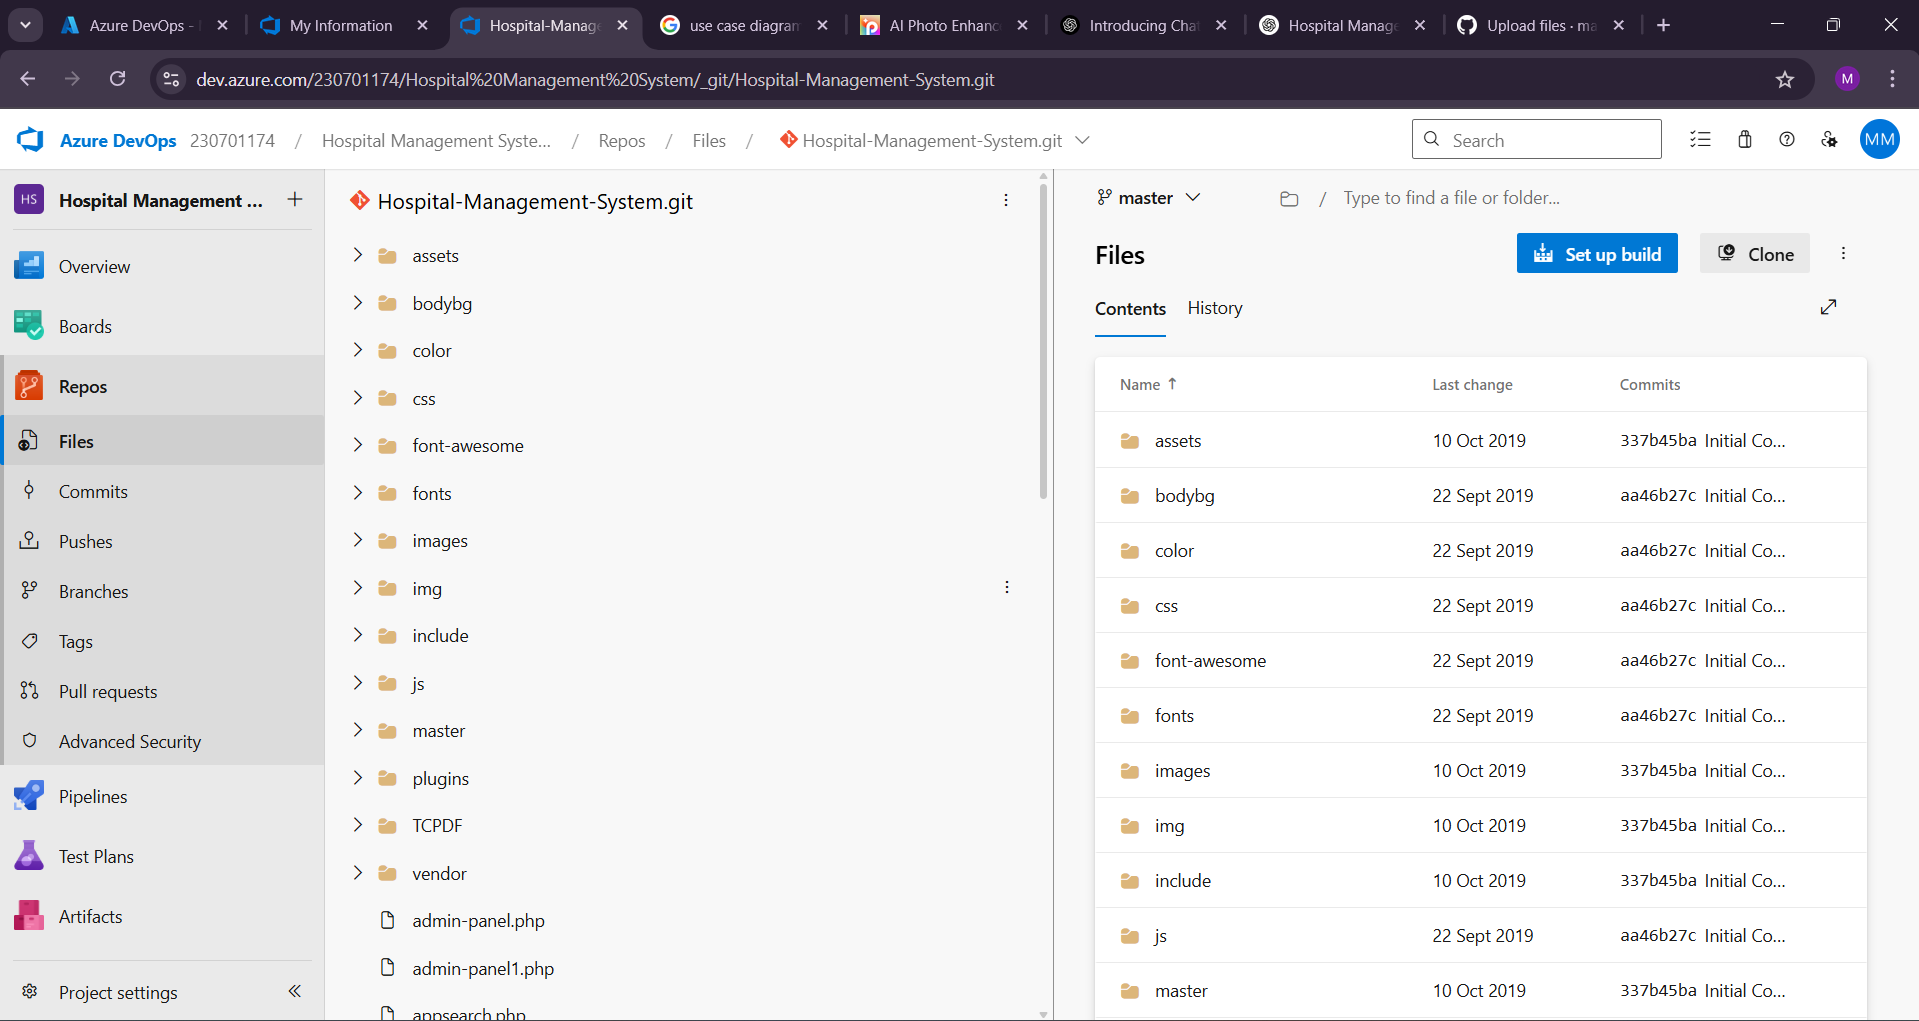 Azure DevOps -
My Information
Hospital-Manage
use case diagram
AI Photo Enhanc
Introducing Cha
Hospital Manage
Upload files · ma
dev.azure.com/230701174/Hospital%20Management%20System/_git/Hospital-Management-System.git
M
Azure DevOps 230701174 / Hospital Management Syste... / Repos / Files / Hospital-Management-System.git
Search
MM
HS Hospital Management ...
Overview
Boards
Repos
Files
Commits
Pushes
Branches
Tags
Pull requests
Advanced Security
Pipelines
Test Plans
Artifacts
Project settings
Hospital-Management-System.git
assets
bodybg
color
css
font-awesome
fonts
images
img
include
js
master
plugins
TCPDF
vendor
admin-panel.php
admin-panel1.php
appsearch.php
master / Type to find a file or folder...
Files
Set up build
Clone
Contents History
Name Last change Commits
assets 10 Oct 2019 337b45ba Initial Co...
bodybg 22 Sept 2019 aa46b27c Initial Co...
color 22 Sept 2019 aa46b27c Initial Co...
css 22 Sept 2019 aa46b27c Initial Co...
font-awesome 22 Sept 2019 aa46b27c Initial Co...
fonts 22 Sept 2019 aa46b27c Initial Co...
images 10 Oct 2019 337b45ba Initial Co...
img 10 Oct 2019 337b45ba Initial Co...
include 10 Oct 2019 337b45ba Initial Co...
js 22 Sept 2019 aa46b27c Initial Co...
master 10 Oct 2019 337b45ba Initial Co...